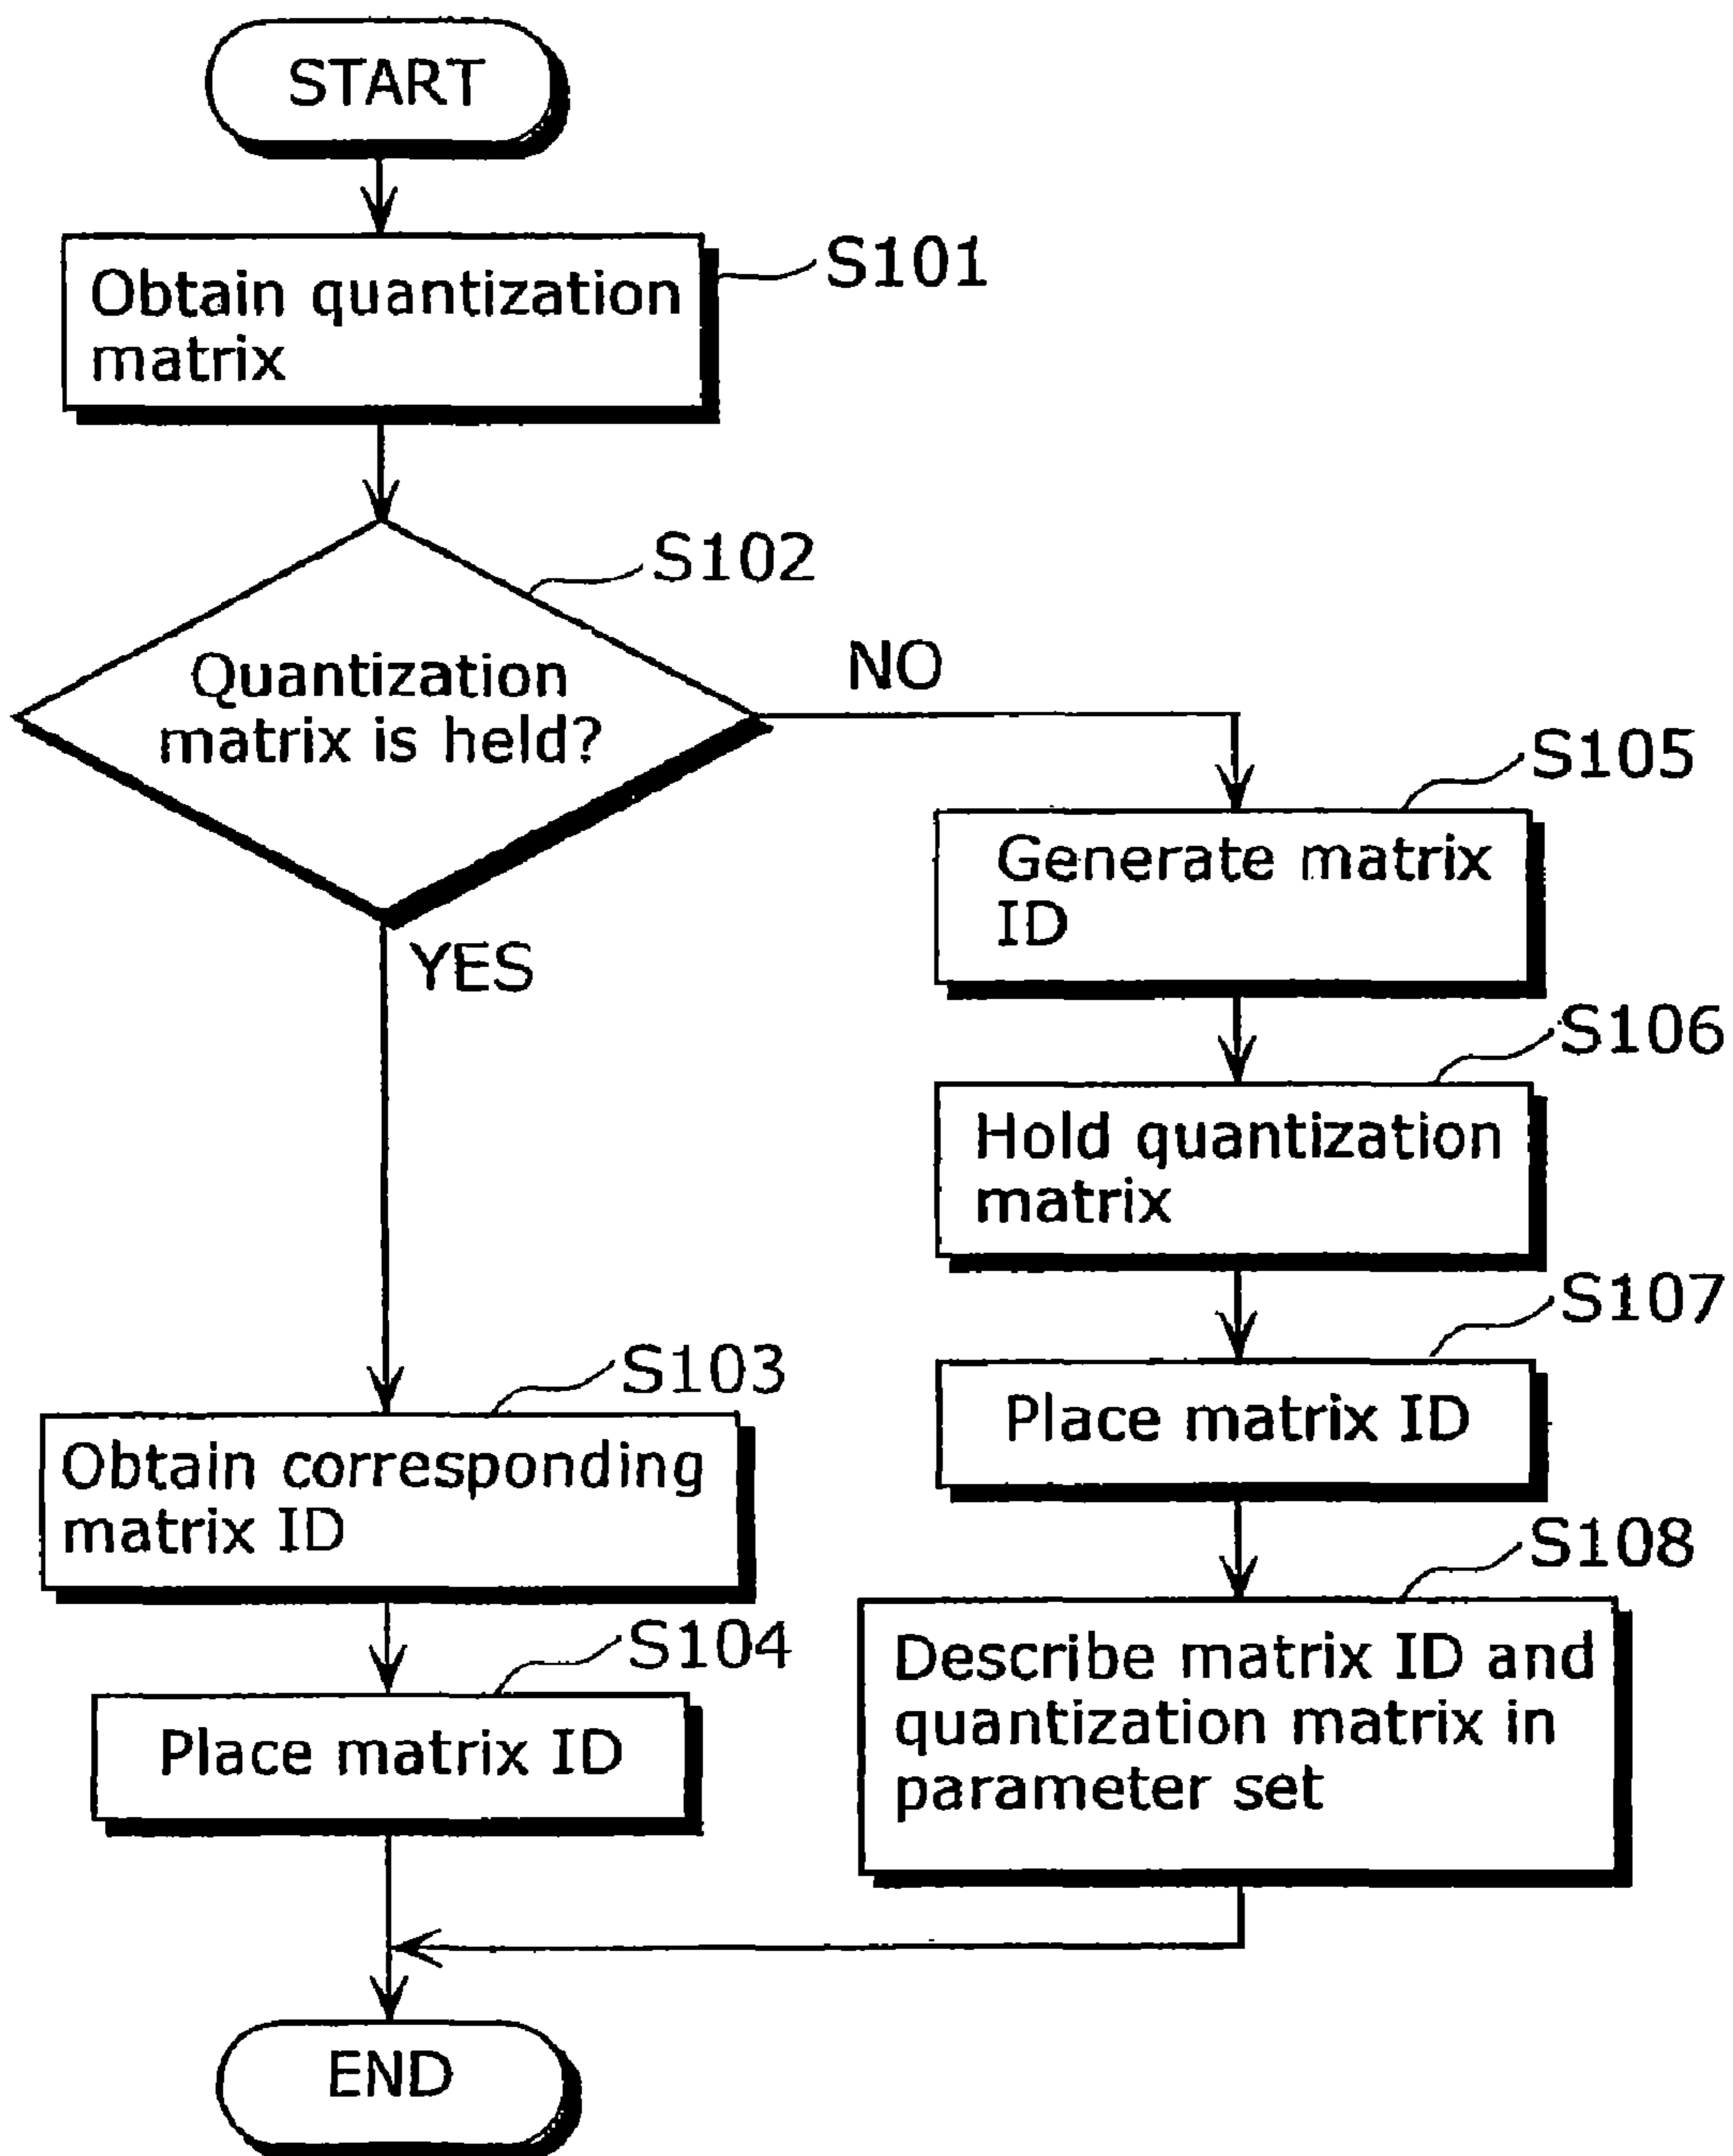 START
S101
Obtain quantization
matrix
S102
Quantization
matrix is held?
NO
YES
S105
Generate matrix
ID
S106
Hold quantization
matrix
S107
Place matrix ID
S103
Obtain corresponding
matrix ID
S104
Place matrix ID
S108
Describe matrix ID and
quantization matrix in
parameter set
END